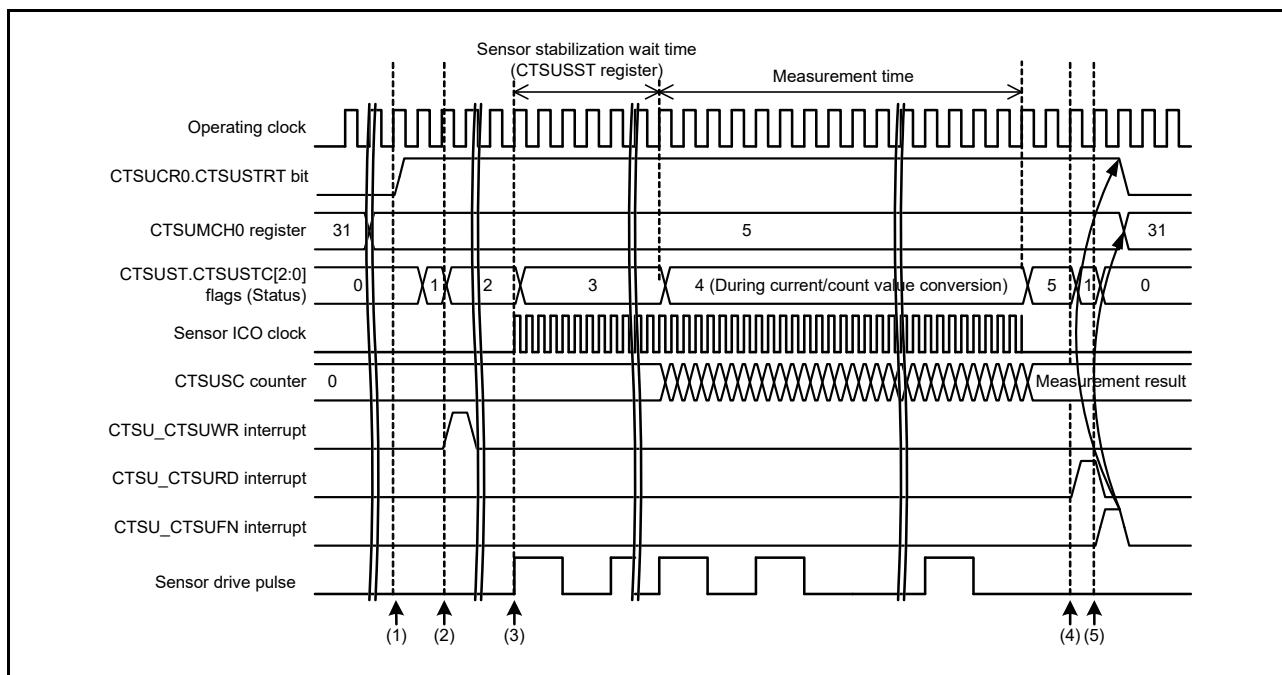 Sensor stabilization wait time
(CTSUSST register)
Measurement time
Operating clock
CTSUCR0.CTSUSTRT bit
CTSUMCH0 register
31
5
31
CTSUST.CTSUSTC[2:0]
flags (Status)
0
1
2
3
4 (During current/count value conversion)
5
1
0
Sensor ICO clock
CTSUSC counter
0
Measurement result
CTSU_CTSUWR interrupt
CTSU_CTSURD interrupt
CTSU_CTSUFN interrupt
Sensor drive pulse
(1)
(2)
(3)
(4)
(5)